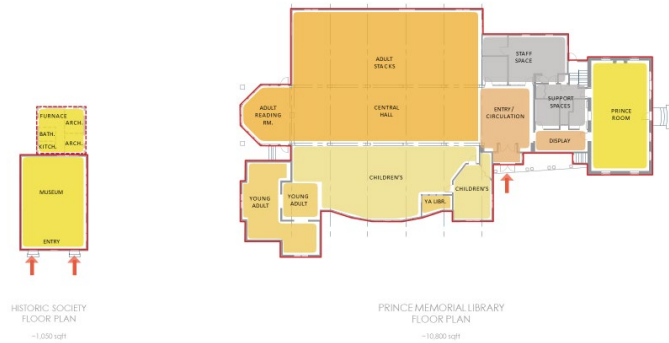 FURNACE
ARCH.
BATH.
KITCH.
ARCH.
MUSEUM
ENTRY
HISTORIC SOCIETY
FLOOR PLAN
~1,050 sqft
ADULT
STACKS
STAFF
SPACE
ADULT
READING
RM.
CENTRAL
HALL
ENTRY/
CIRCULATION
SUPPORT
SPACES
PRINCE
ROOM
DISPLAY
CHILDREN'S
CHILDREN'S
YOUNG
ADULT
YOUNG
ADULT
YA LIBR.
PRINCE MEMORIAL LIBRARY
FLOOR PLAN
~10,800 sqft